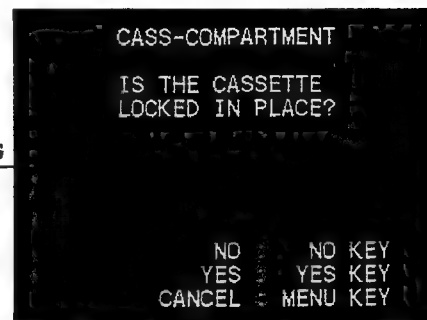 CASS-COMPARTMENT
IS THE CASSETTE
LOCKED IN PLACE?
NO NO KEY
YES YES KEY
CANCEL MENU KEY